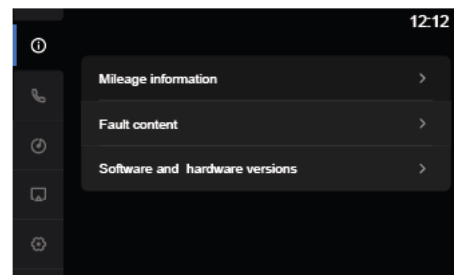 12:12
Mileage information
Fault content
Software and hardware versions